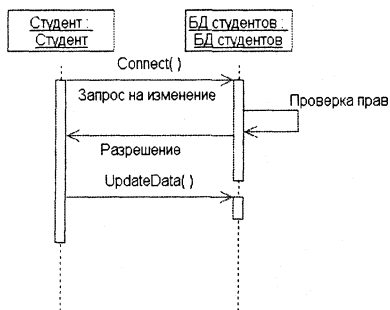 Студент :
Студент
БД студентов :
БД студентов
Connect( )
Запрос на изменение
Проверка прав
Разрешение
UpdateData( )